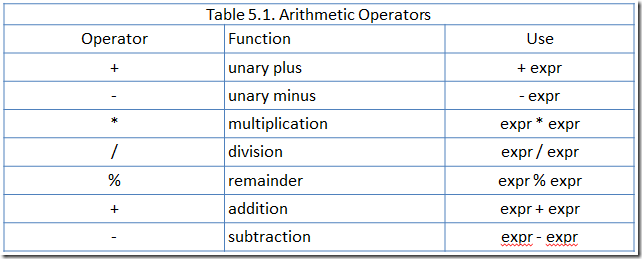 Table 5.1. Arithmetic Operators
Operator Function Use
+ unary plus + expr
- unary minus - expr
* multiplication expr * expr
/ division expr / expr
% remainder expr % expr
+ addition expr + expr
- subtraction expr - expr